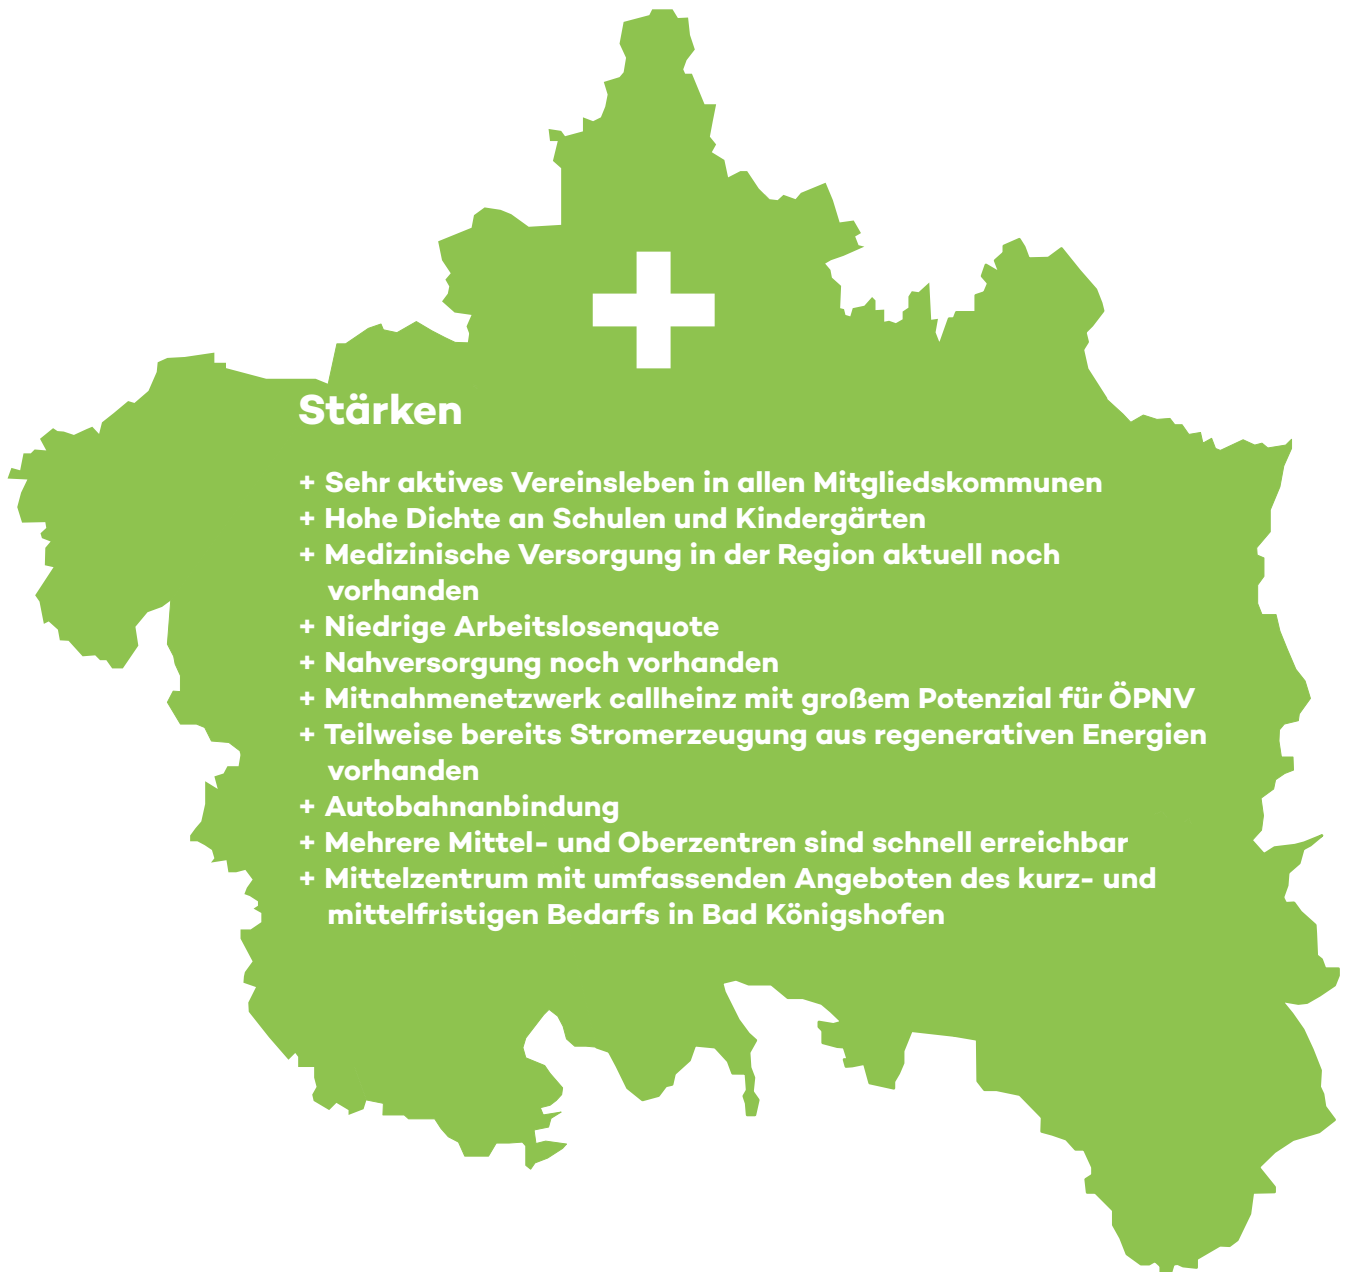 Stärken
+ Sehr aktives Vereinsleben in allen Mitgliedskommunen
+ Hohe Dichte an Schulen und Kindergärten
+ Medizinische Versorgung in der Region aktuell noch
vorhanden
+ Niedrige Arbeitslosenquote
+ Nahversorgung noch vorhanden
+ Mitnahmenetzwerk callheinz mit großem Potenzial für ÖPNV
+ Teilweise bereits Stromerzeugung aus regenerativen Energien
vorhanden
+ Autobahnanbindung
+ Mehrere Mittel- und Oberzentren sind schnell erreichbar
+ Mittelzentrum mit umfassenden Angeboten des kurz- und
mittelfristigen Bedarfs in Bad Königshofen